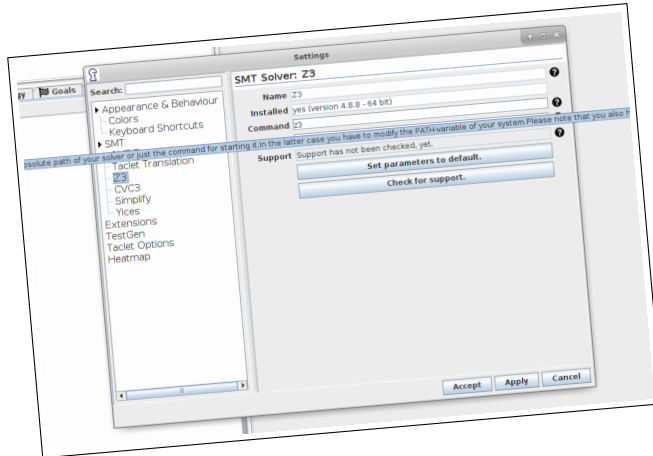 Settings
Goals
Search:
Appearance & Behaviour
Colors
Keyboard Shortcuts
SMT
Taclet Translation
Z3
CVC3
Simplify
Yices
Extensions
TestGen
Taclet Options
Heatmap
SMT Solver: Z3
Name Z3
Installed yes (version 4.8.8 - 64 bit)
Command z3
path of your solver or just the command for starting it.In the latter case you have to modify the PATH-variable of your system.Please note that you also
Support Support has not been checked, yet.
Set parameters to default.
Check for support.
Accept Apply Cancel